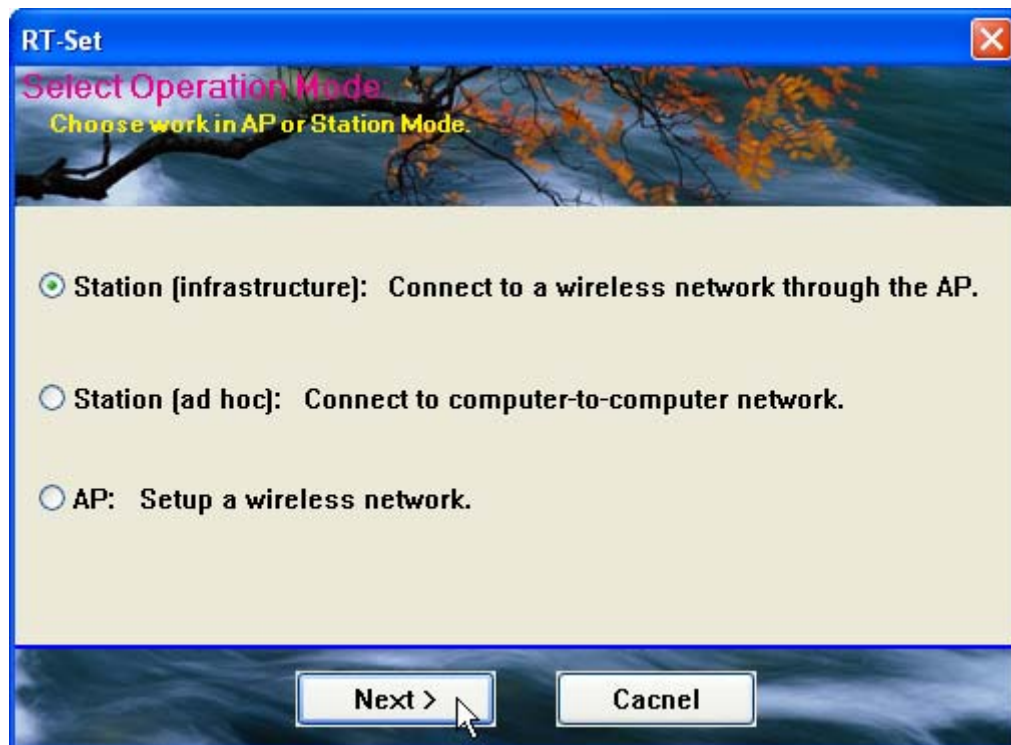 RT-Set
Select Operation Mode:
Choose work in AP or Station Mode.
Station (infrastructure): Connect to a wireless network through the AP.
Station (ad hoc): Connect to computer-to-computer network.
AP: Setup a wireless network.
Next > Cacnel